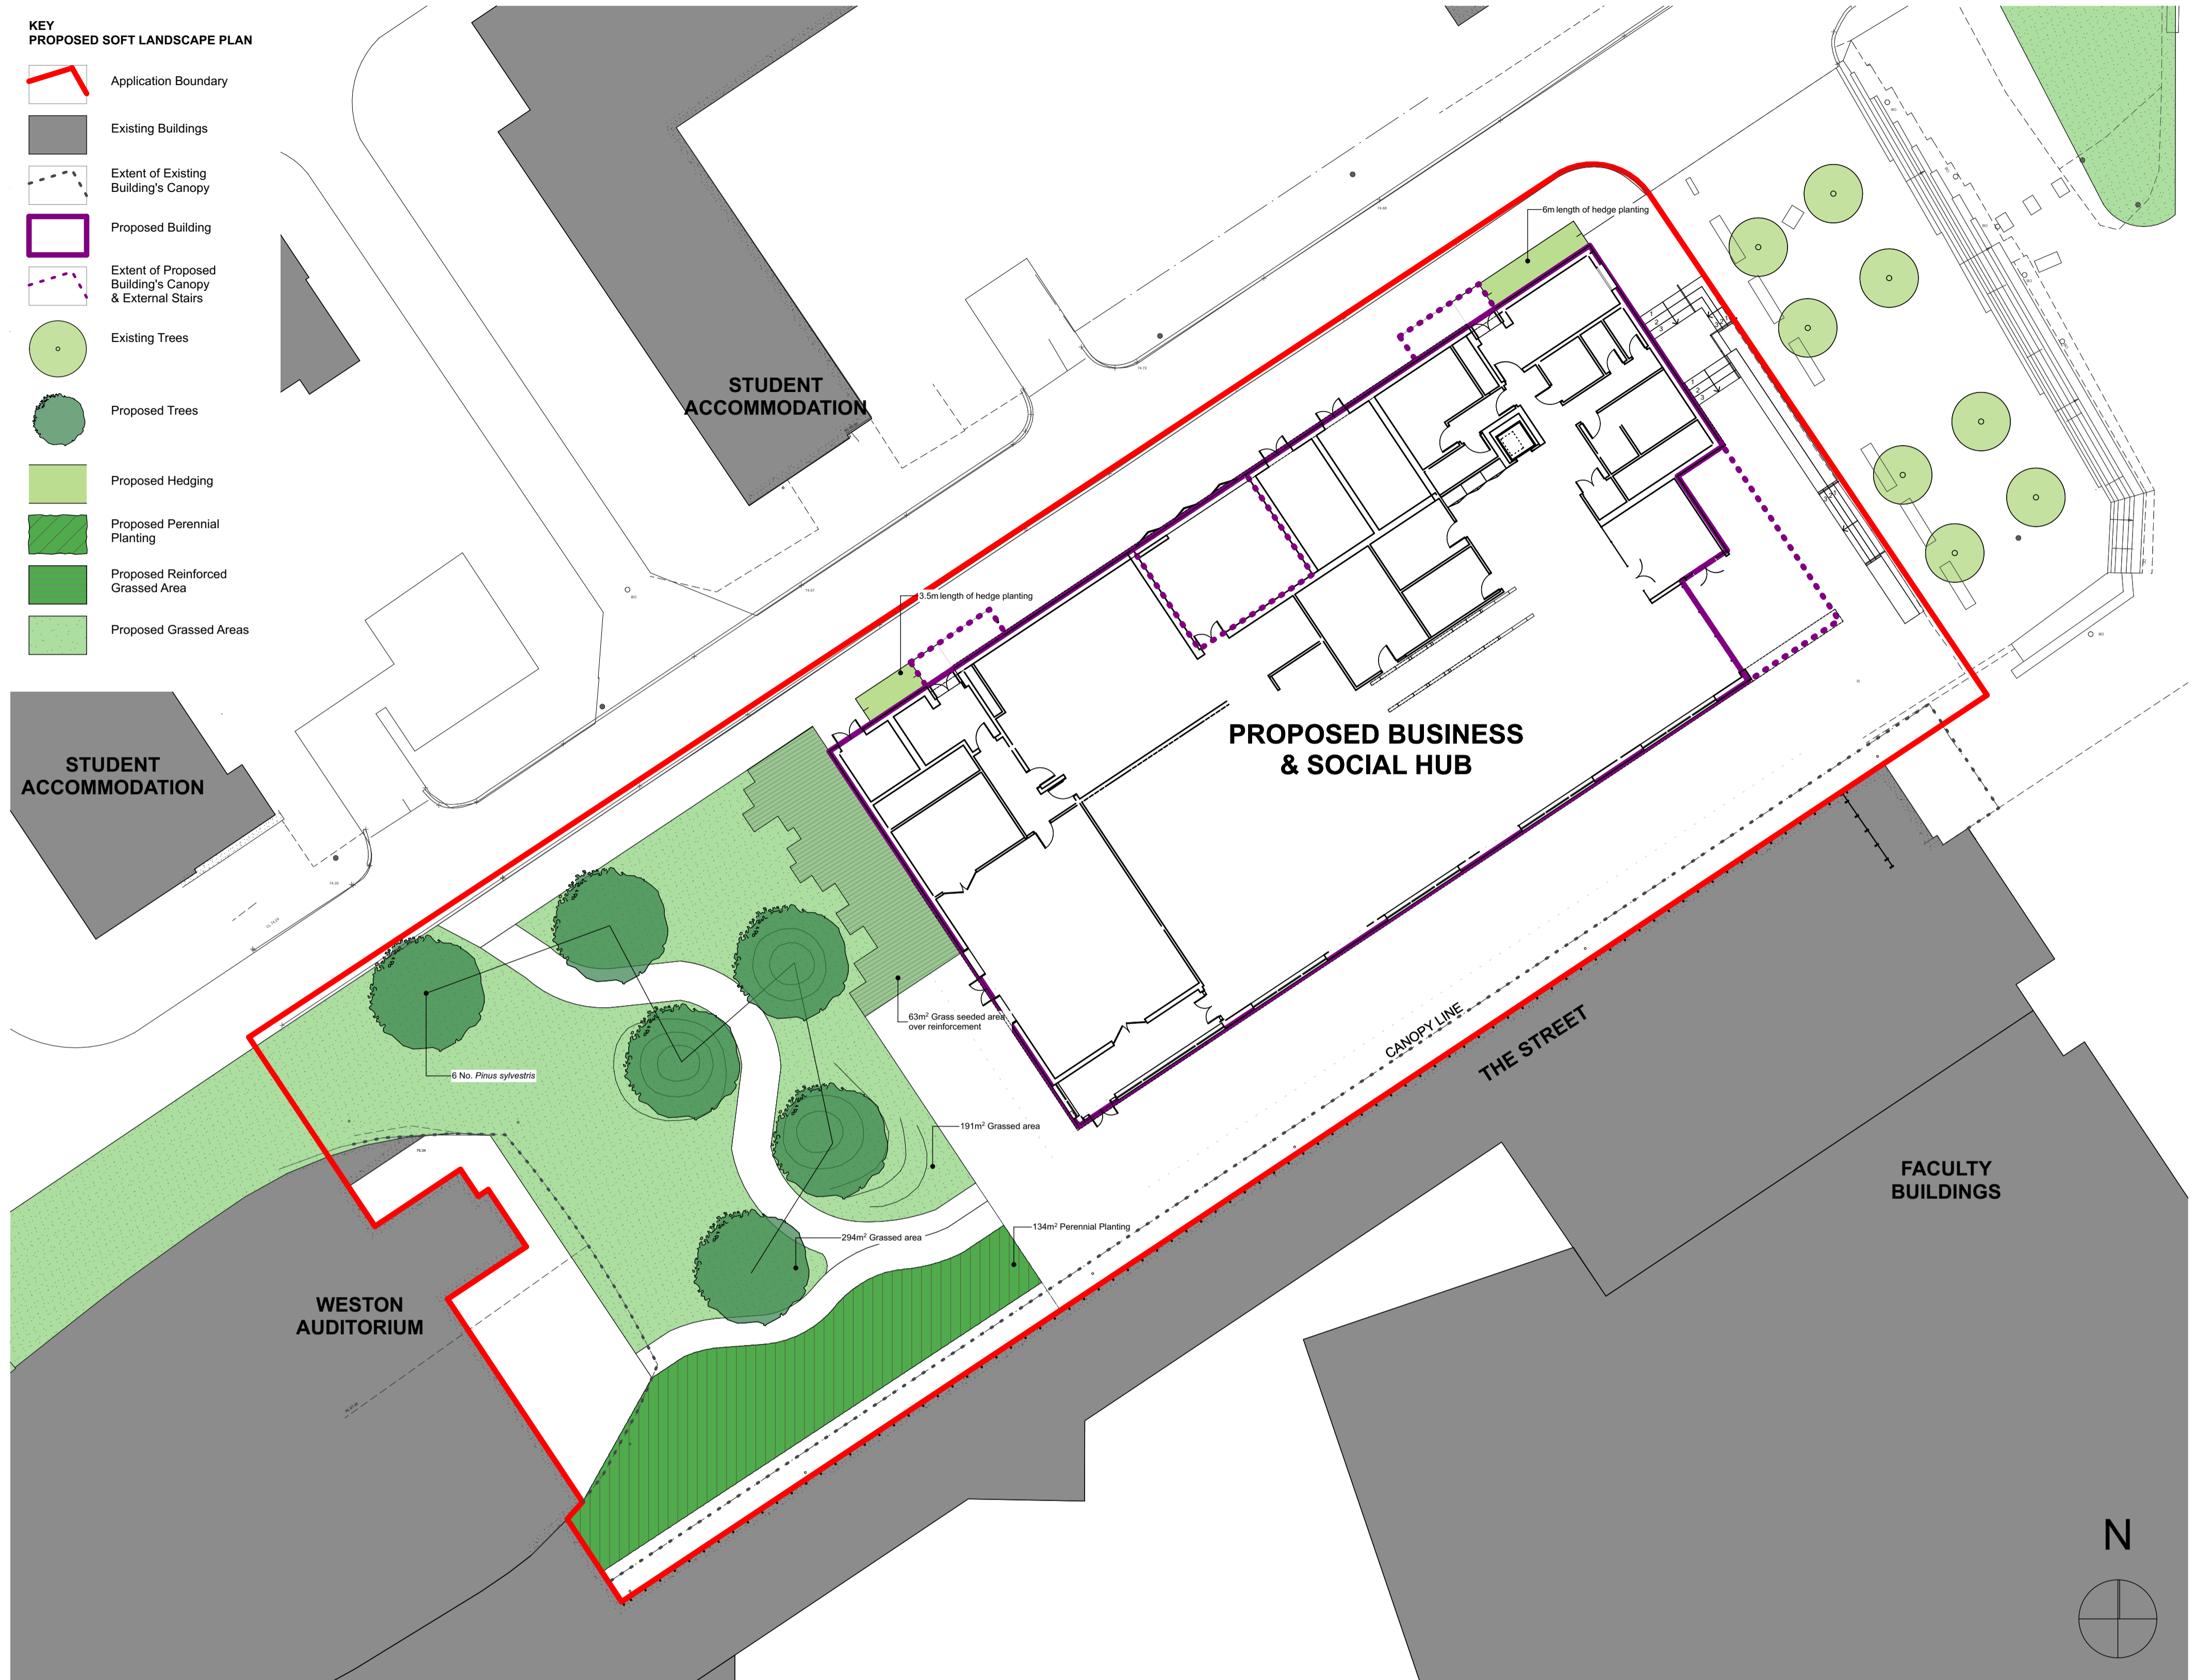 KEY
PROPOSED SOFT LANDSCAPE PLAN
Application Boundary
Existing Buildings
Extent of Existing
Building's Canopy
Proposed Building
Extent of Proposed
Building's Canopy
& External Stairs
Existing Trees
Proposed Trees
Proposed Hedging
Proposed Perennial
Planting
Proposed Reinforced
Grassed Area
Proposed Grassed Areas
6m length of hedge planting
STUDENT
ACCOMMODATION
3.5m length of hedge planting
STUDENT
ACCOMMODATION
PROPOSED BUSINESS
& SOCIAL HUB
63m² Grass seeded area
over reinforcement
CANOPY LINE
THE STREET
6 No. Pinus sylvestris
191m² Grassed area
FACULTY
BUILDINGS
134m² Perennial Planting
294m² Grassed area
WESTON
AUDITORIUM
N